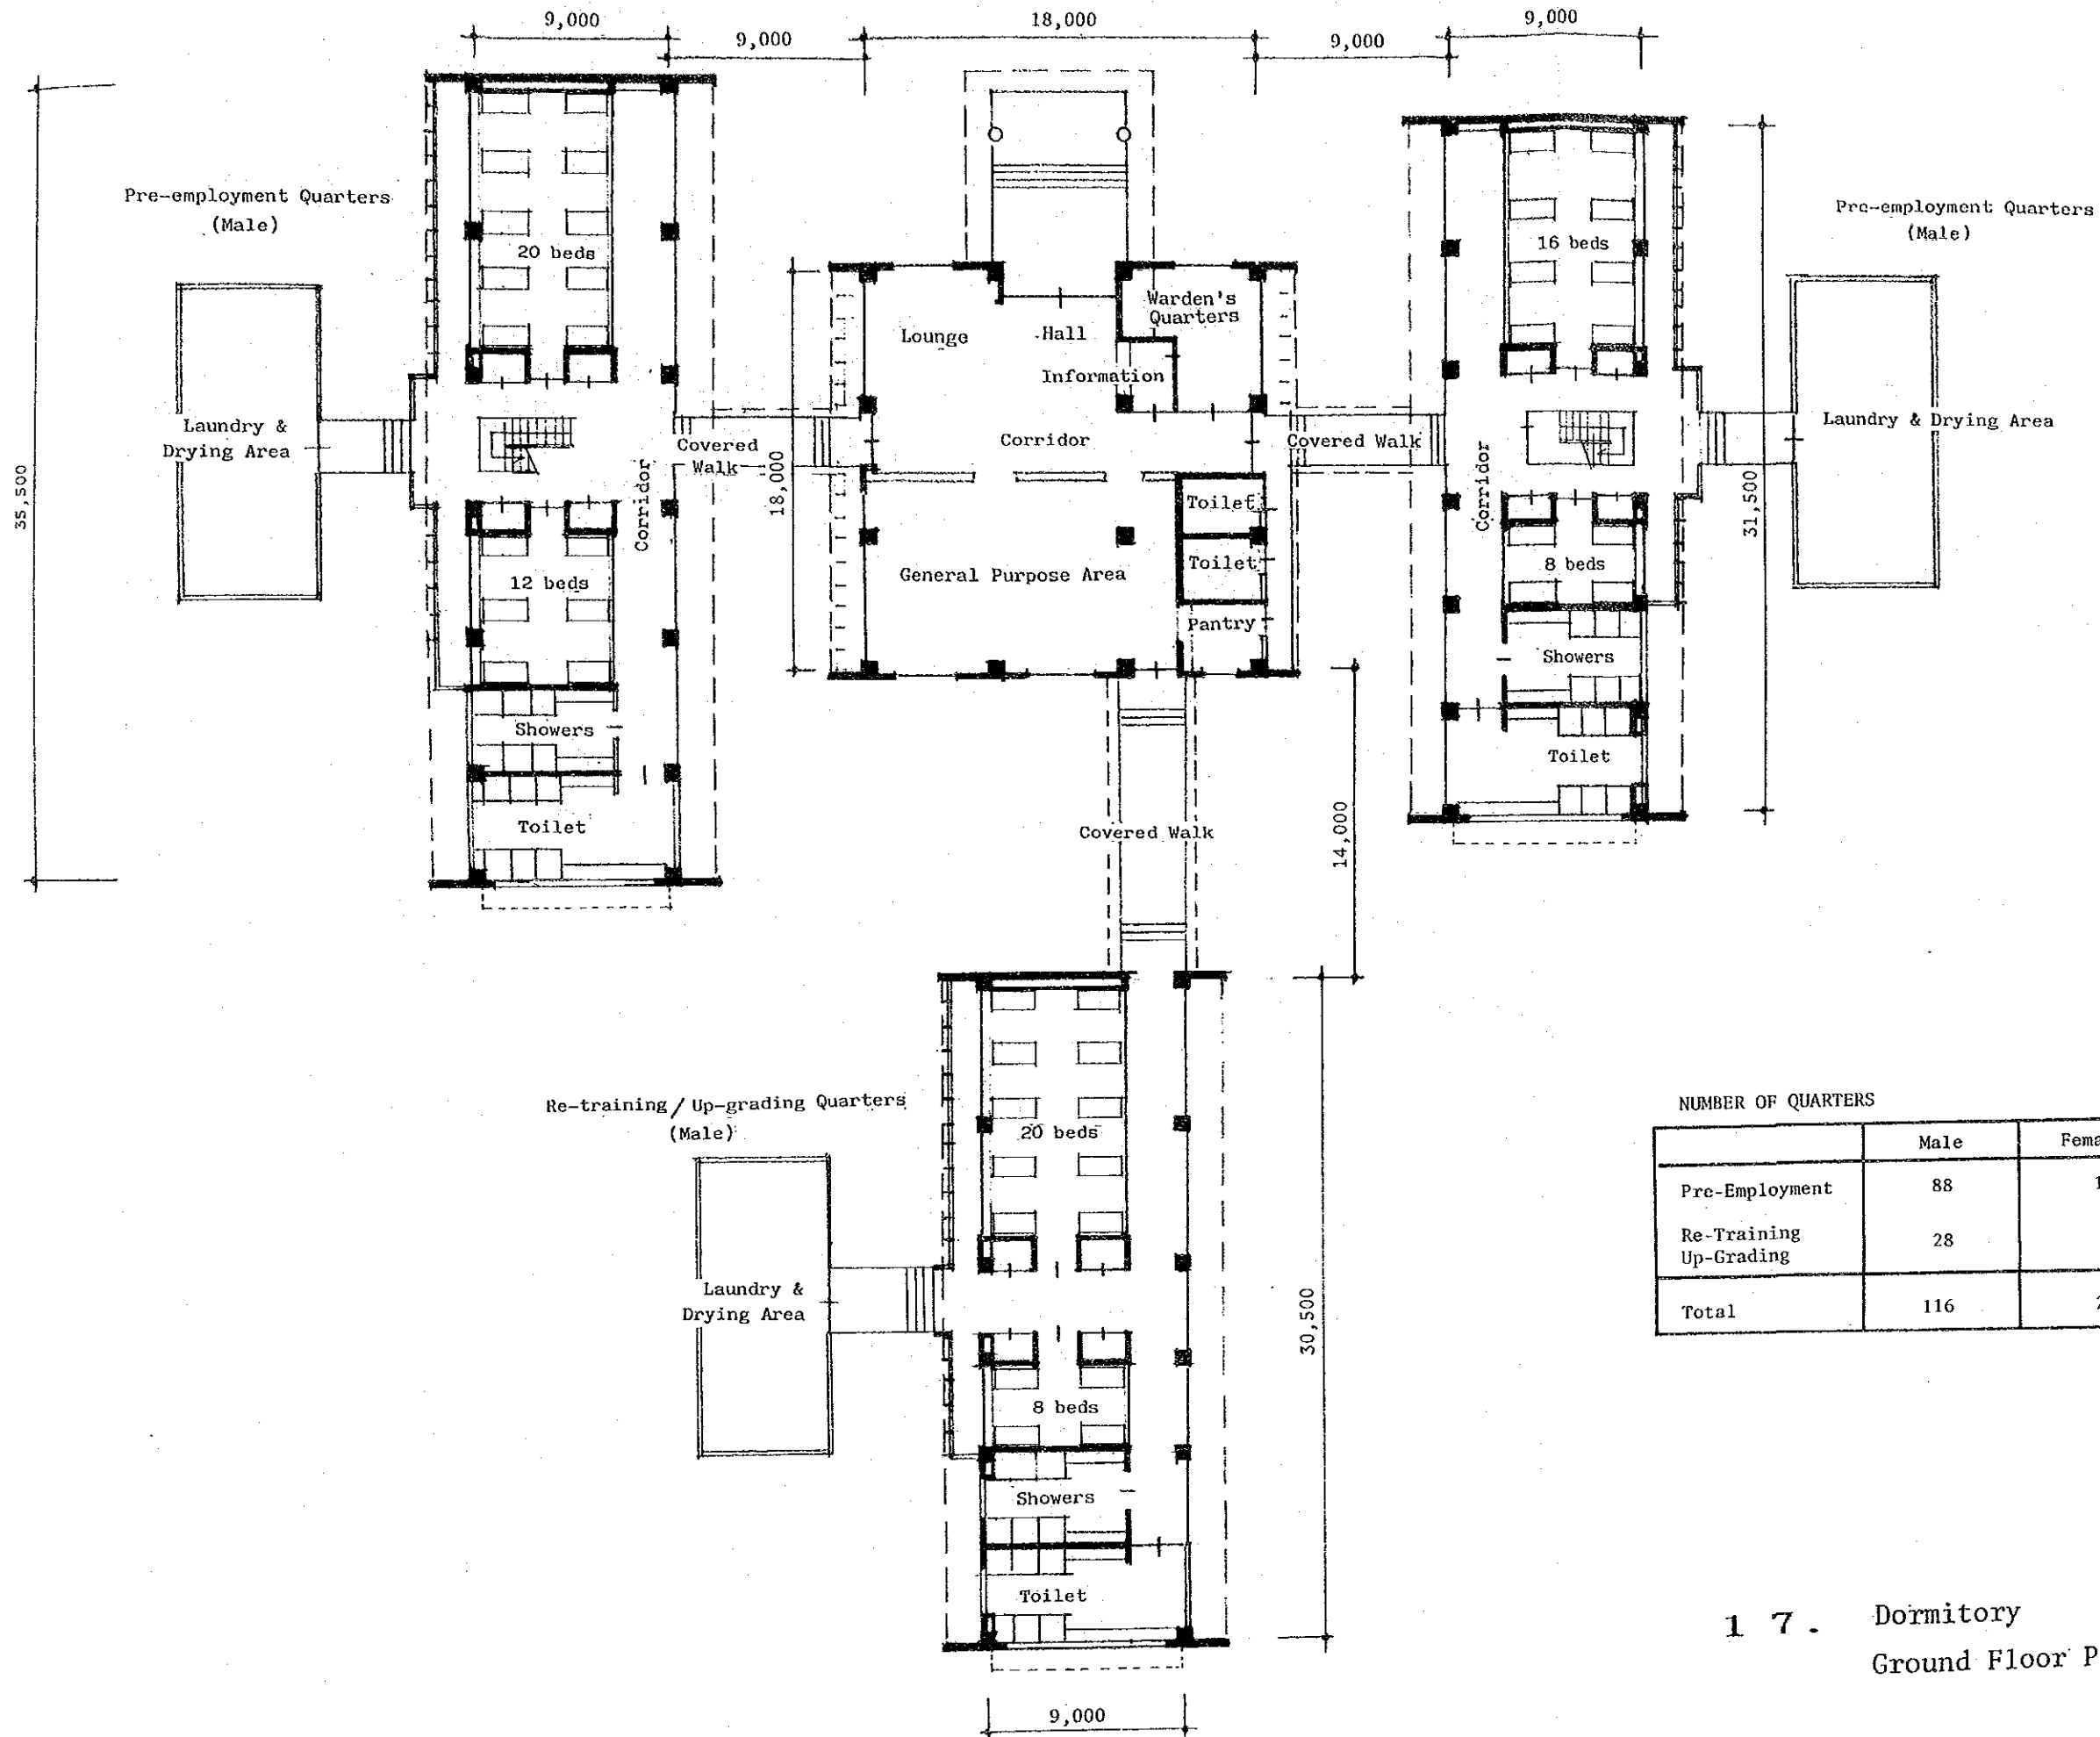 9,000
9,000
18,000
9,000
9,000
35,500
Pre-employment Quarters
(Male)
20 beds
Laundry &
Drying Area
Corridor
12 beds
Showers
Toilet
Covered
Walk
18,000
Lounge
Hall
Warden's
Quarters
Information
Corridor
General Purpose Area
Toilet
Toilet
Pantry
Covered Walk
Pre-employment Quarters
(Male)
16 beds
Corridor
Laundry & Drying Area
8 beds
Showers
Toilet
31,500
Covered Walk
14,000
Re-training / Up-grading Quarters
(Male)
20 beds
Laundry &
Drying Area
8 beds
Showers
Toilet
30,500
9,000
NUMBER OF QUARTERS
Male Fema
Pre-Employment 88 1
Re-Training
Up-Grading 28
Total 116
17. Dormitory
Ground Floor P